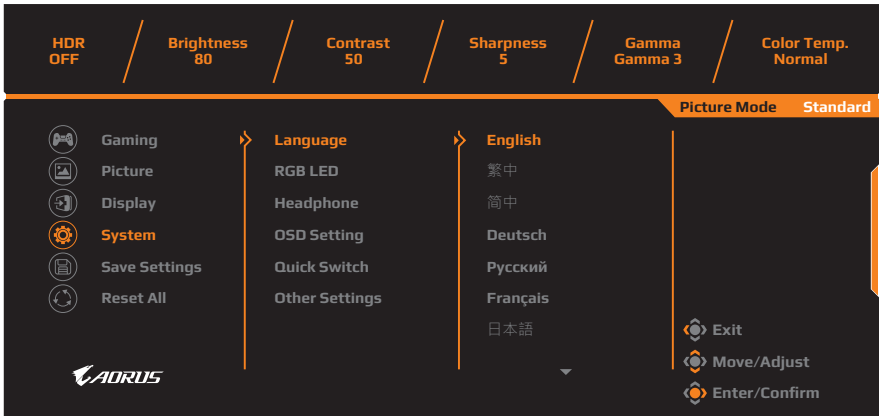 HDR
OFF
Brightness
80
Contrast
50
Sharpness
5
Gamma
Gamma 3
Color Temp.
Normal
Picture Mode Standard
Gaming
Picture
Display
System
Save Settings
Reset All
Language
RGB LED
Headphone
OSD Setting
Quick Switch
Other Settings
English
繁中
简中
Deutsch
Русский
Français
日本語
Exit
Move/Adjust
Enter/Confirm
AORUS